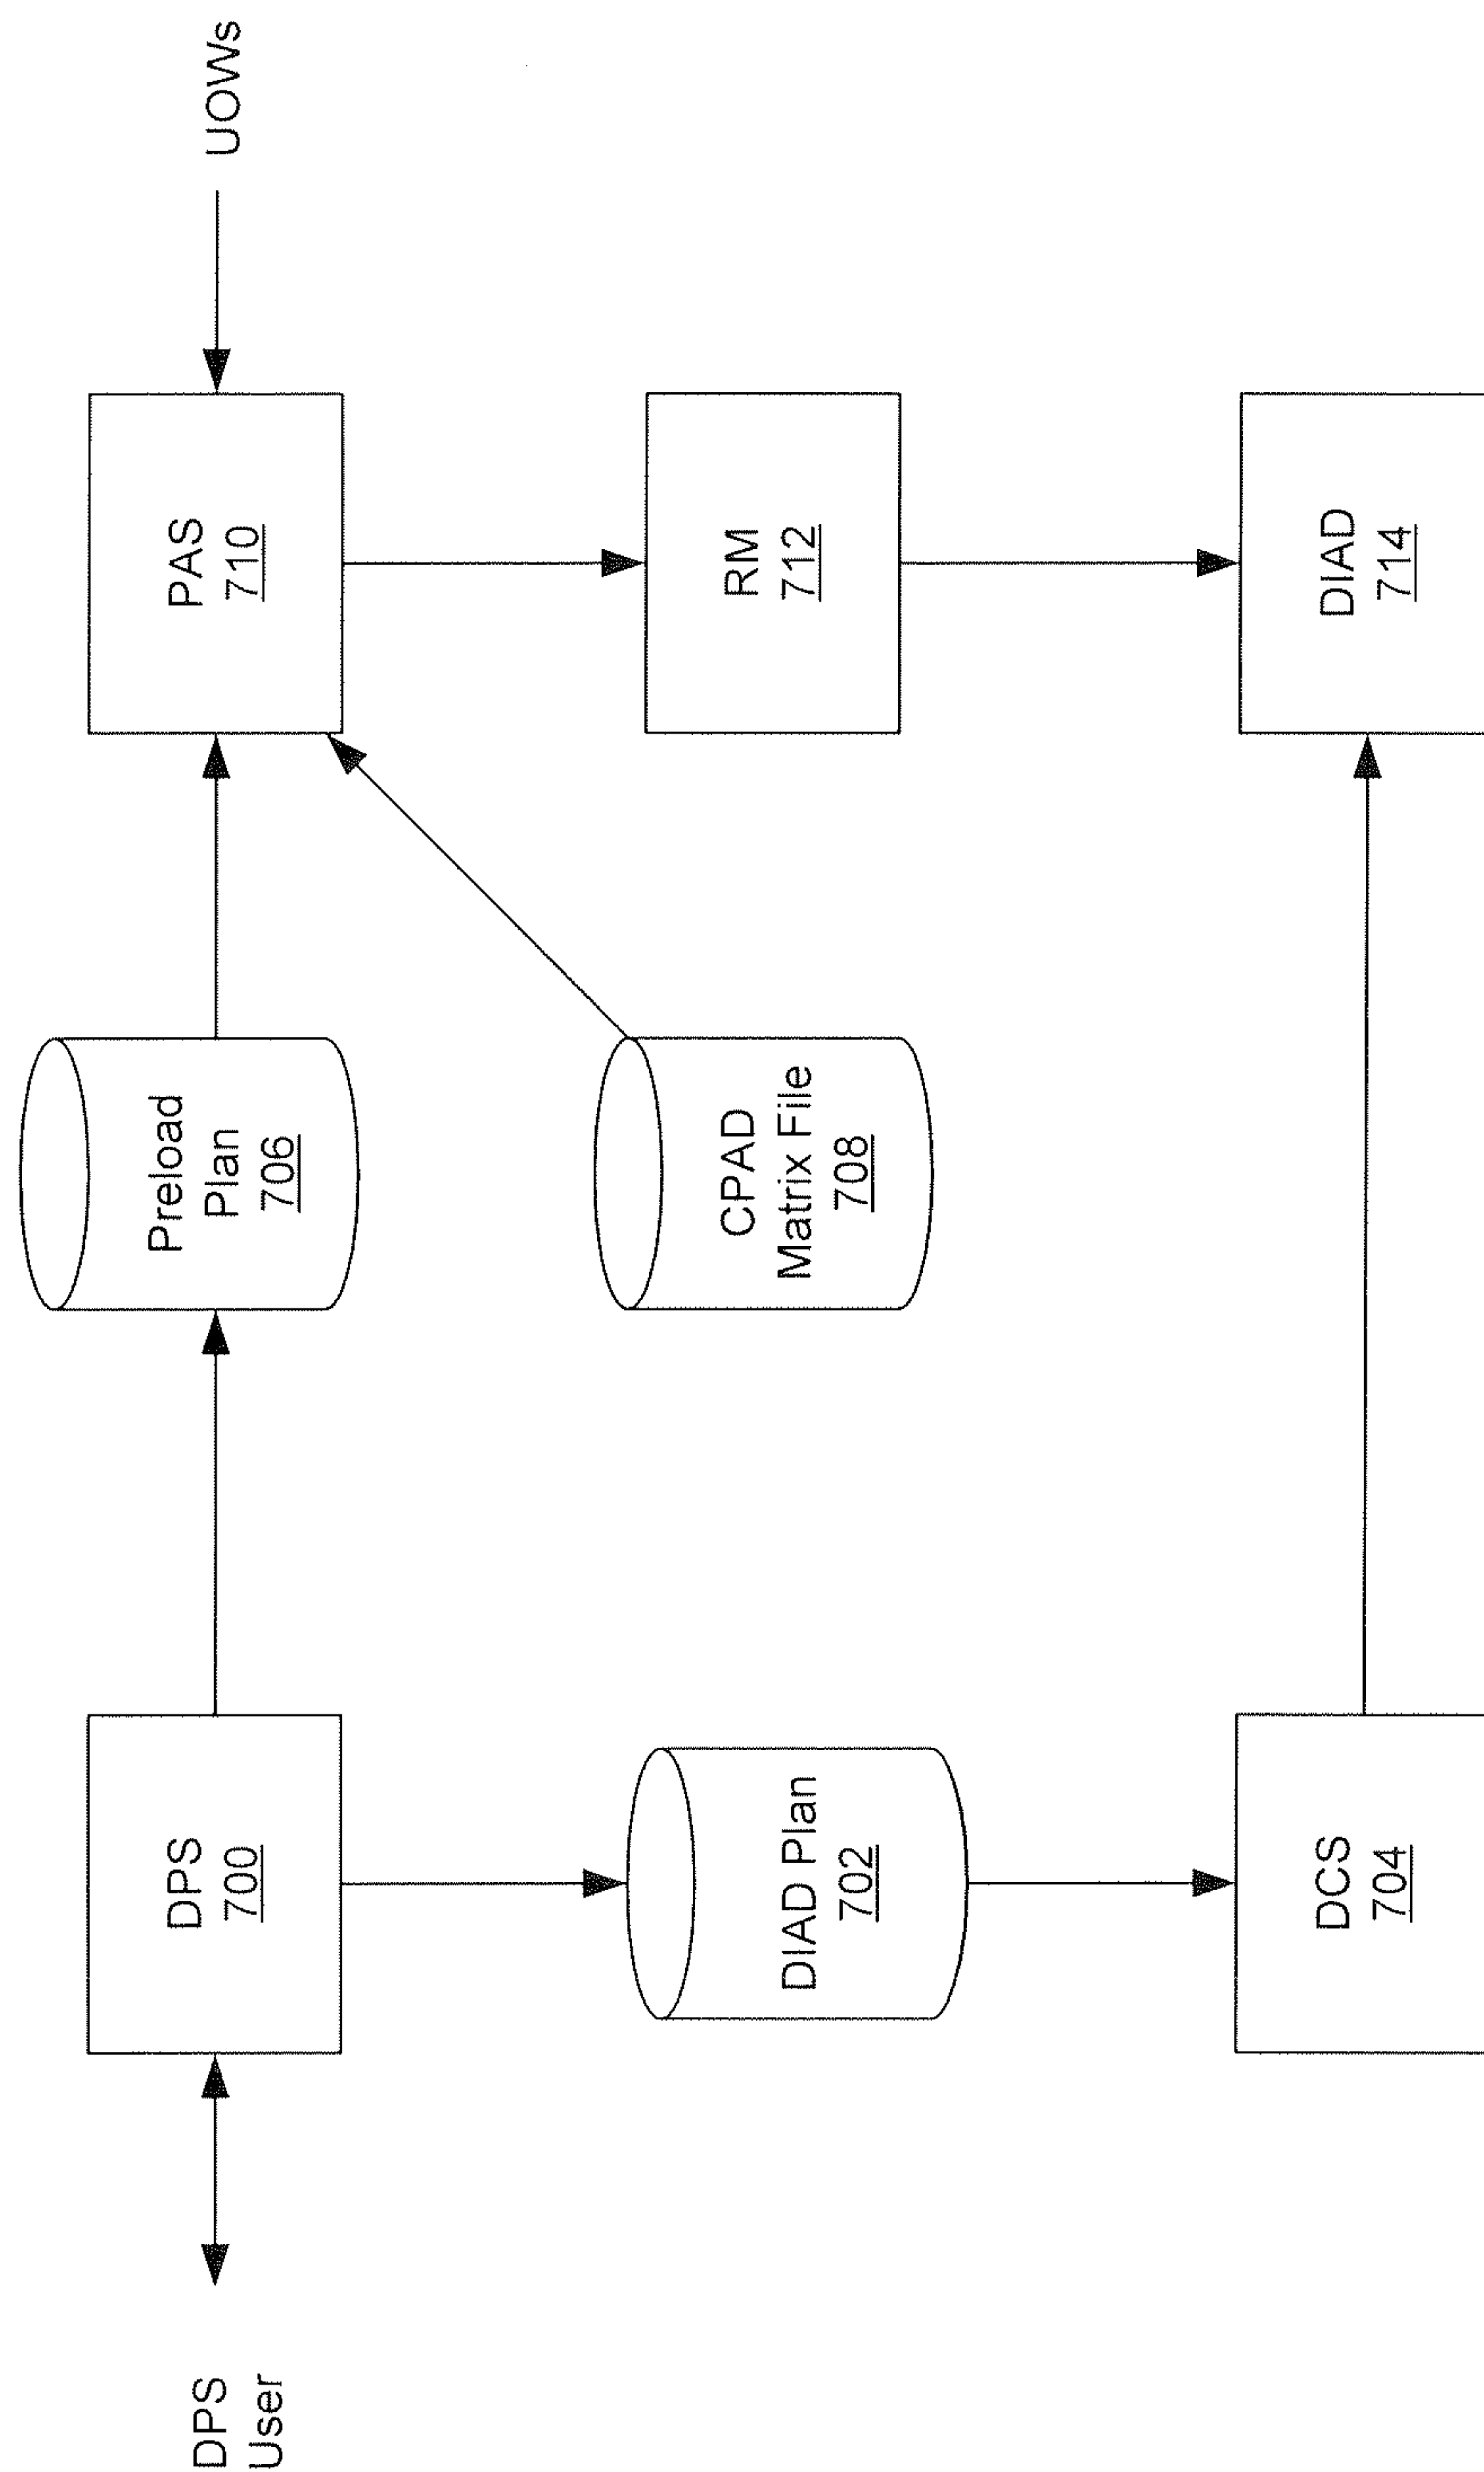 DPS
User
DPS
700
Preload
Plan
706
PAS
710
UOWs
DIAD Plan
702
CPAD
Matrix File
708
RM
712
DCS
704
DIAD
714